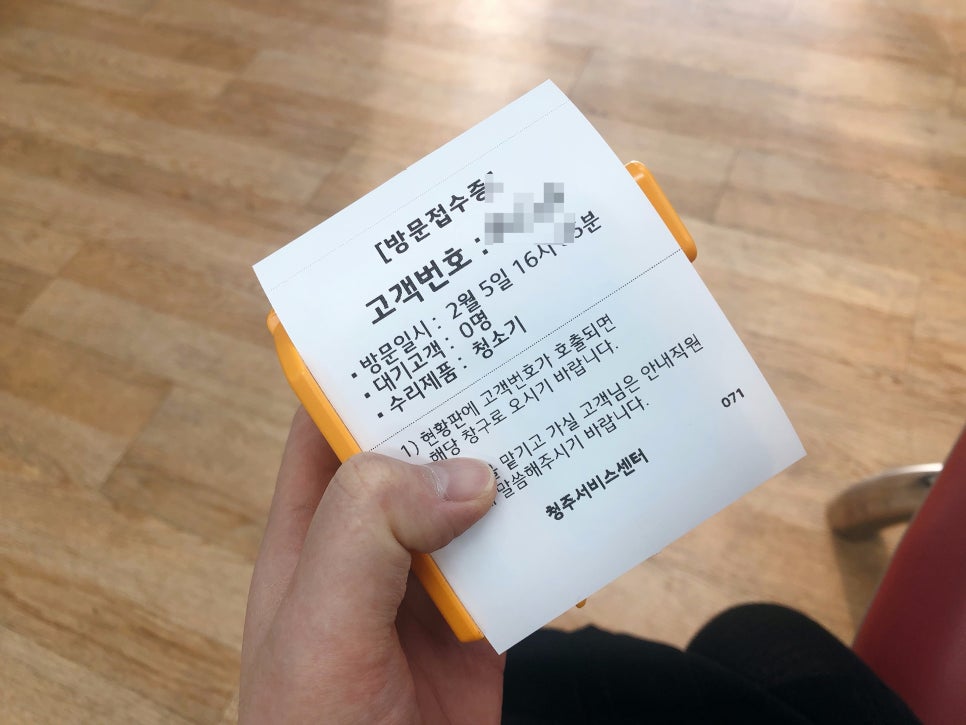 [방문접수증
고객번호 :
▪ 방문일시 : 2월 5일 16시 5분
▪ 대기고객 : 0명
▪ 수리제품 : 청소기
1) 현황판에 고객번호가 호출되면
해당 창구로 오시기 바랍니다.
맡기고 가실 고객님은 안내직원
말씀해주시기 바랍니다.
071
청주서비스센터